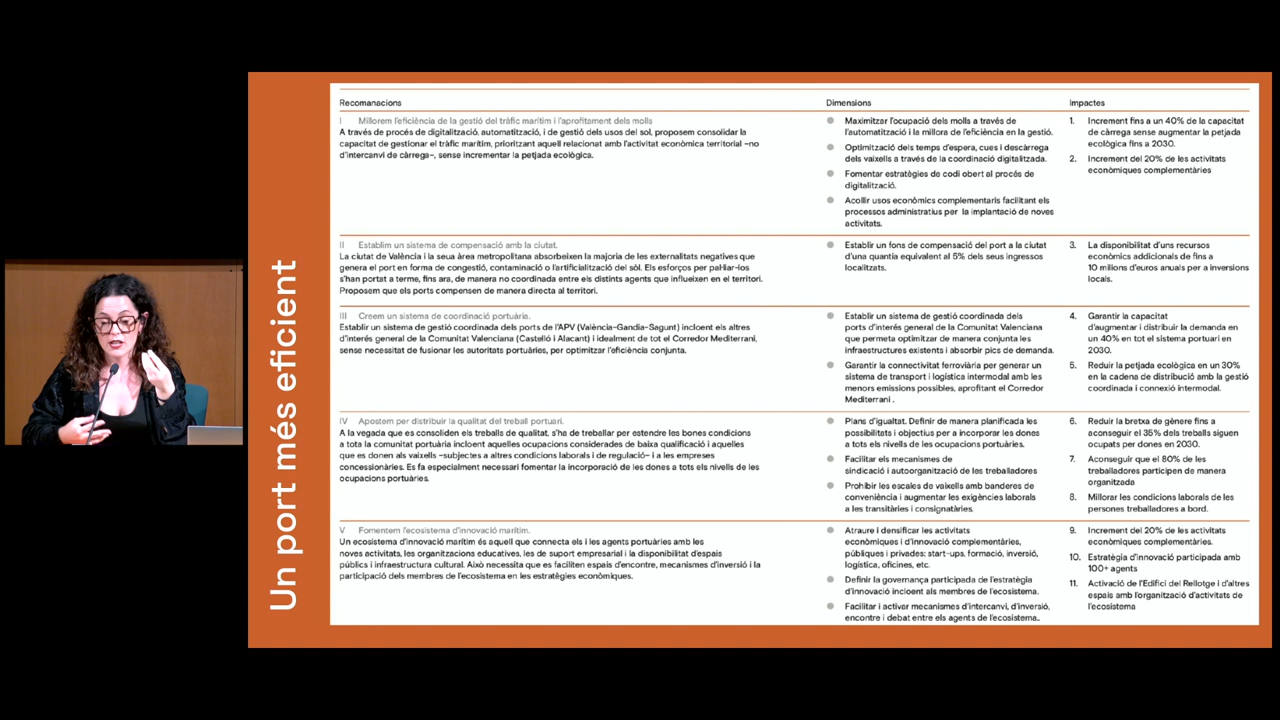 Un port més eficient
Recomanacions
Dimensions
Impactes
I Millorem l'eficiència de la gestió del tràfic marítim i l'aprofitament dels molls
A través de procés de digitalització, automatització, i de gestió dels usos del sol, proposem consolidar la
capacitat de gestionar el tràfic marítim, prioritzant aquell relacionat amb l'activitat econòmica territorial –no
d'intercanvi de càrrega–, sense incrementar la petjada ecològica.
Maximitzar l'ocupació dels molls a través de
l'automatització i la millora de l'eficiència en la gestió.
Optimització dels temps d'espera, cues i descàrrega
dels vaixells a través de la coordinació digitalitzada.
Fomentar estratègies de codi obert al procés de
digitalització.
Acollir usos econòmics complementaris facilitant els
processos administratius per la implantació de noves
activitats.
1. Increment fins a un 40% de la capacitat
de càrrega sense augmentar la petjada
ecològica fins a 2030.
2. Increment del 20% de les activitats
econòmiques complementàries
II Establim un sistema de compensació amb la ciutat.
La ciutat de València i la seua àrea metropolitana absorbeixen la majoria de les externalitats negatives que
genera el port en forma de congestió, contaminació o l'artificialització del sòl. Els esforços per pal·liar-los
s'han portat a terme, fins ara, de manera no coordinada entre els distints agents que influeixen en el territori.
Proposem que els ports compensen de manera directa al territori.
Establir un fons de compensació del port a la ciutat
d'una quantia equivalent al 5% dels seus ingressos
localitzats.
3. La disponibilitat d'uns recursos
econòmics addicionals de fins a
10 milions d'euros anuals per a inversions
locals.
III Creem un sistema de coordinació portuària.
Establir un sistema de gestió coordinada dels ports de l'APV (València-Gandia-Sagunt) incloent els altres
d'interés general de la Comunitat Valenciana (Castelló i Alacant) i idealment de tot el Corredor Mediterrani,
sense necessitat de fusionar les autoritats portuàries, per optimitzar l'eficiència conjunta.
Establir un sistema de gestió coordinada dels
ports d'interés general de la Comunitat Valenciana
que permeta optimitzar de manera conjunta les
infraestructures existents i absorbir pics de demanda.
Garantir la connectivitat ferroviària per generar un
sistema de transport i logística intermodal amb les
menors emissions possibles, aprofitant el Corredor
Mediterrani .
4. Garantir la capacitat
d'augmentar i distribuir la demanda en
un 40% en tot el sistema portuari en
2030.
5. Reduir la petjada ecològica en un 30%
en la cadena de distribució amb la gestió
coordinada i connexió intermodal.
IV Apostem per distribuir la qualitat del treball portuari.
A la vegada que es consoliden els treballs de qualitat, s'ha de treballar per estendre les bones condicions
a tota la comunitat portuària incloent aquelles ocupacions considerades de baixa qualificació i aquelles
que es donen als vaixells –subjectes a altres condicions laborals i de regulació– i a les empreses
concessionàries. Es fa especialment necessari fomentar la incorporació de les dones a tots els nivells de les
ocupacions portuàries.
Plans d'igualtat. Definir de manera planificada les
possibilitats i objectius per a incorporar les dones
a tots els nivells de les ocupacions portuàries.
Facilitar els mecanismes de
sindicació i autoorganització de les treballadores
Prohibir les escales de vaixells amb banderes de
conveniència i augmentar les exigències laborals
a les transitàries i consignatàries.
6. Reduir la bretxa de gènere fins a
aconseguir el 35% dels treballs siguen
ocupats per dones en 2030.
7. Aconseguir que el 80% de les
treballadores participen de manera
organitzada
8. Millorar les condicions laborals de les
persones treballadores a bord.
V Fomentem l'ecosistema d'innovació marítim.
Un ecosistema d'innovació marítim és aquell que connecta els i les agents portuàries amb les
noves activitats, les organitzacions educatives, les de suport empresarial i la disponibilitat d'espais
públics i infraestructura cultural. Això necessita que es faciliten espais d'encontre, mecanismes d'inversió i la
participació dels membres de l'ecosistema en les estratègies econòmiques.
Atraure i densificar les activitats
econòmiques i d'innovació complementàries,
públiques i privades: start-ups, formació, inversió,
logística, oficines, etc.
Definir la governança participada de l'estratègia
d'innovació incloent als membres de l'ecosistema.
Facilitar i activar mecanismes d'intercanvi, d'inversió,
encontre i debat entre els agents de l'ecosistema..
9. Increment del 20% de les activitats
econòmiques complementàries.
10. Estratègia d'innovació participada amb
100+ agents
11. Activació de l'Edifici del Rellotge i d'altres
espais amb l'organització d'activitats de
l'ecosistema